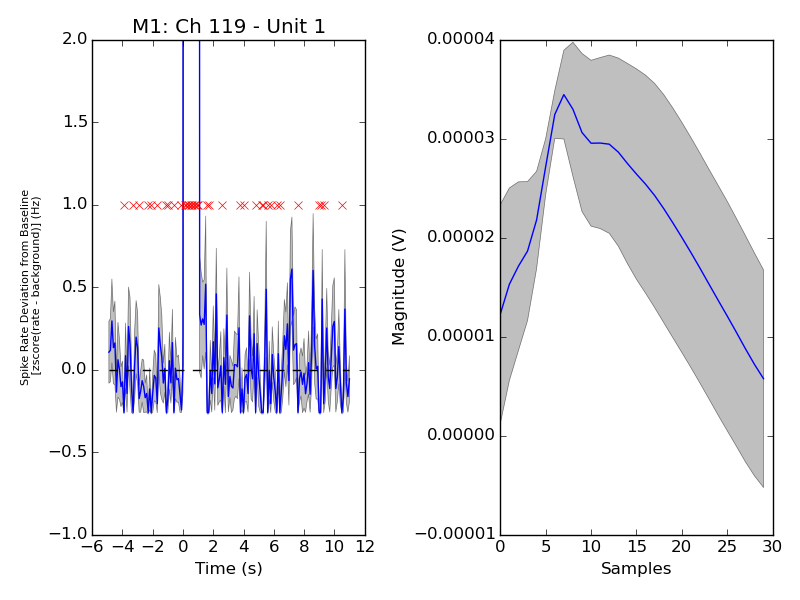 M1: Ch 119 - Unit 1
2.0
1.5
1.0
0.5
0.0
−0.5
−1.0
−6 −4 −2 0 2 4 6 8 10 12
Time (s)
Spike Rate Deviation from Baseline
[zscore(rate - background)] (Hz)
0.00004
0.00003
0.00002
0.00001
0.00000
−0.00001
0 5 10 15 20 25 30
Samples
Magnitude (V)